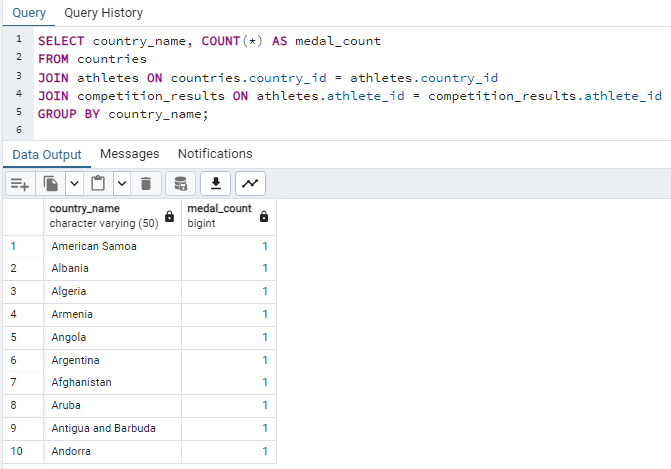 Query Query History
1 SELECT country_name, COUNT(*) AS medal_count
2 FROM countries
3 JOIN athletes ON countries.country_id = athletes.country_id
4 JOIN competition_results ON athletes.athlete_id = competition_results.athlete_id
5 GROUP BY country_name;
6
Data Output Messages Notifications
country_name medal_count
character varying (50) bigint
1 American Samoa 1
2 Albania 1
3 Algeria 1
4 Armenia 1
5 Angola 1
6 Argentina 1
7 Afghanistan 1
8 Aruba 1
9 Antigua and Barbuda 1
10 Andorra 1